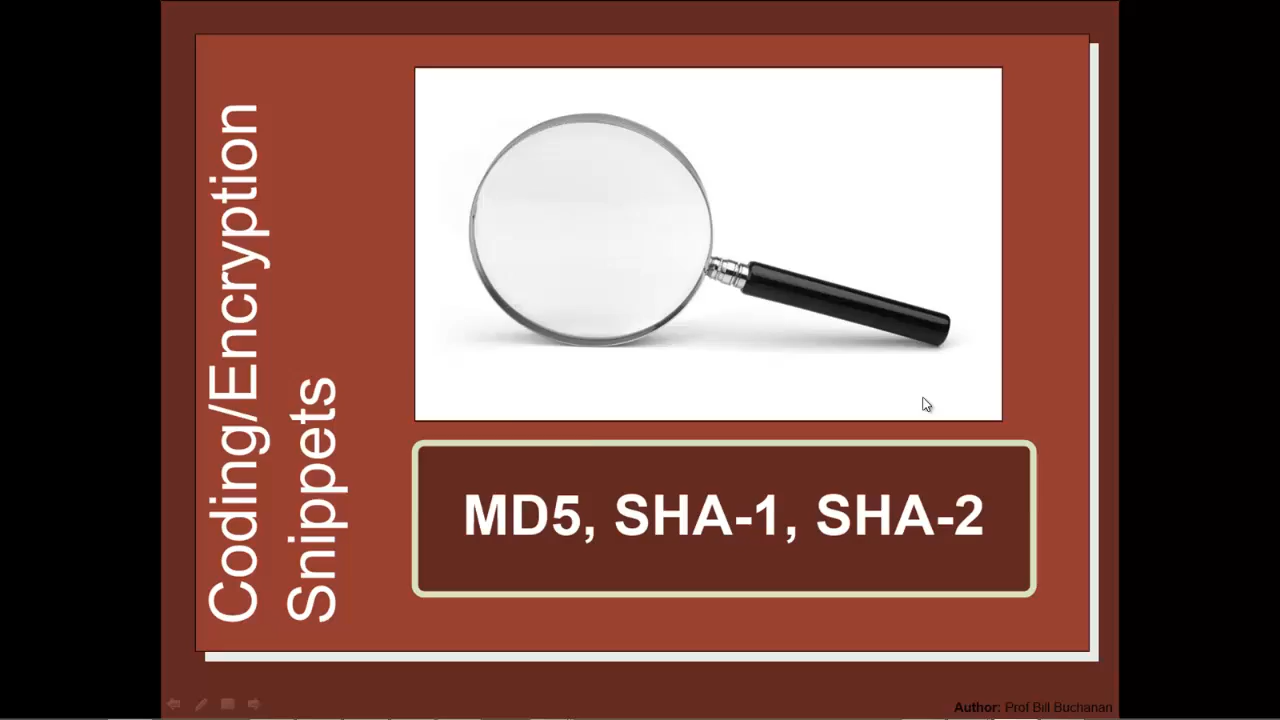 Coding/Encryption
Snippets
MD5, SHA-1, SHA-2
Author: Prof Bill Buchanan